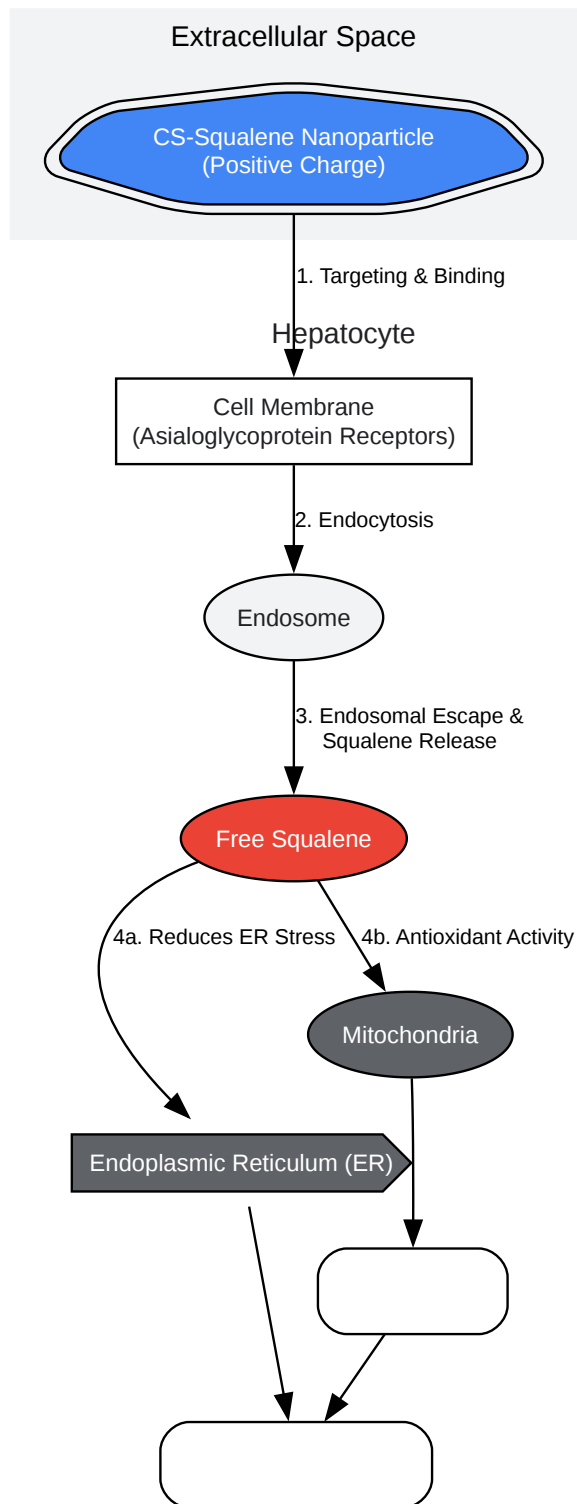 Extracellular Space
CS-Squalene Nanoparticle
(Positive Charge)
1. Targeting & Binding
Hepatocyte
Cell Membrane
(Asialoglycoprotein Receptors)
2. Endocytosis
Endosome
3. Endosomal Escape &
Squalene Release
Free Squalene
4a. Reduces ER Stress
4b. Antioxidant Activity
Mitochondria
Endoplasmic Reticulum (ER)